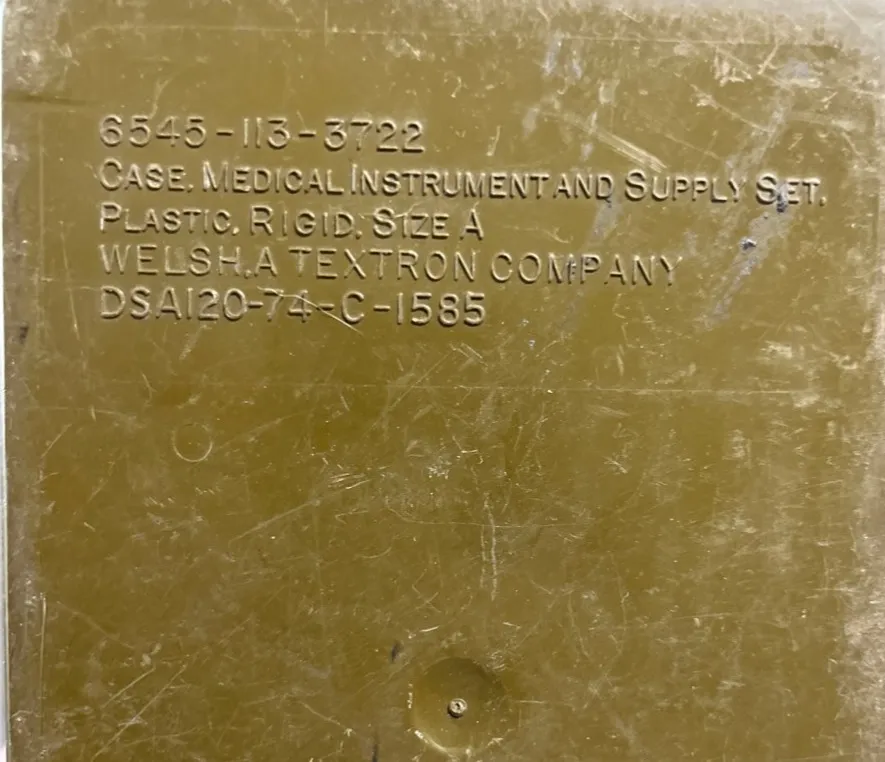 6545-113-3722
CASE, MEDICAL INSTRUMENT AND SUPPLY SET,
PLASTIC, RIGID, SIZE A
WELSH, A TEXTRON COMPANY
DSA120-74-C-1585